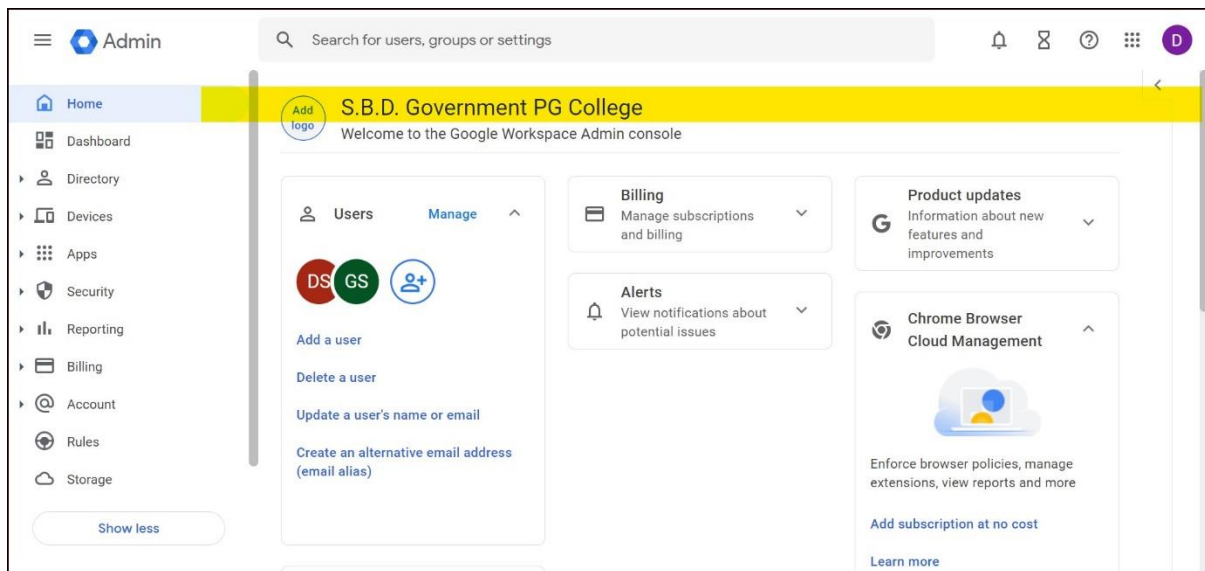 Admin
Search for users, groups or settings
D
Home
Dashboard
Directory
Devices
Apps
Security
Reporting
Billing
Account
Rules
Storage
Show less
Add
logo
S.B.D. Government PG College
Welcome to the Google Workspace Admin console
Users
Manage
DS
GS
Add a user
Delete a user
Update a user's name or email
Create an alternative email address
(email alias)
Billing
Manage subscriptions
and billing
Alerts
View notifications about
potential issues
Product updates
G
Information about new
features and
improvements
Chrome Browser
Cloud Management
Enforce browser policies, manage
extensions, view reports and more
Add subscription at no cost
Learn more